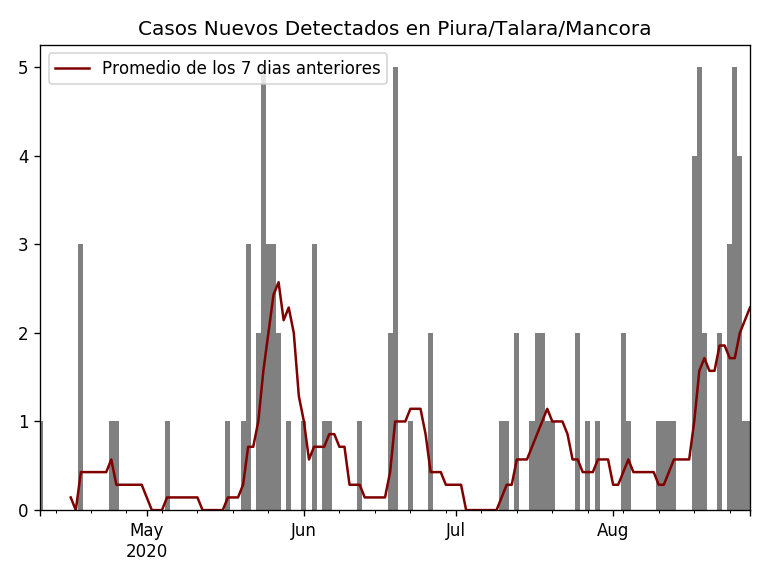 Casos Nuevos Detectados en Piura/Talara/Mancora
Promedio de los 7 dias anteriores
5
4
3
2
1
0
May
2020
Jun
Jul
Aug